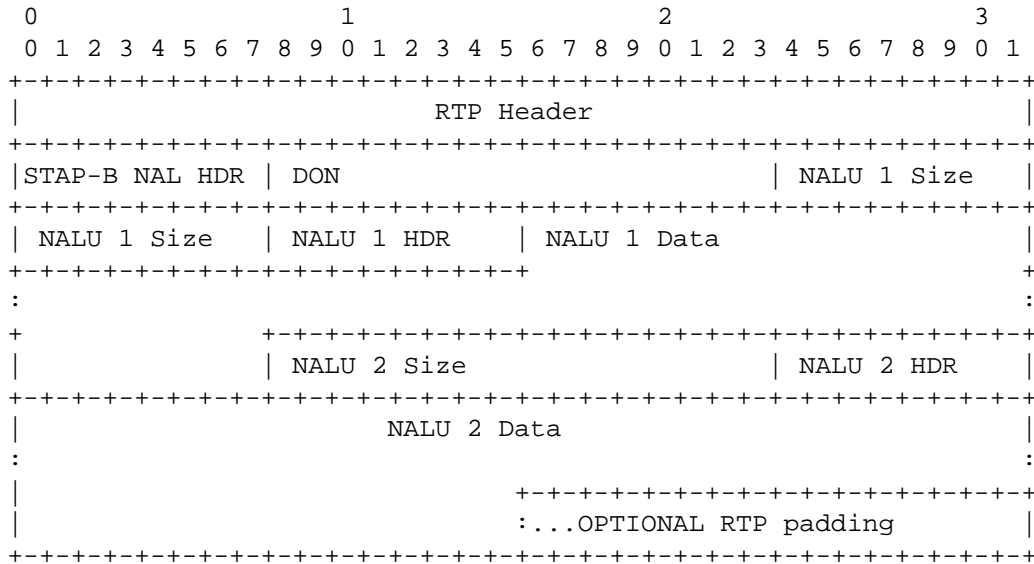 0                   1                   2                   3
 0 1 2 3 4 5 6 7 8 9 0 1 2 3 4 5 6 7 8 9 0 1 2 3 4 5 6 7 8 9 0 1
+-+-+-+-+-+-+-+-+-+-+-+-+-+-+-+-+-+-+-+-+-+-+-+-+-+-+-+-+-+-+-+-+
|                          RTP Header                           |
+-+-+-+-+-+-+-+-+-+-+-+-+-+-+-+-+-+-+-+-+-+-+-+-+-+-+-+-+-+-+-+-+
|STAP-B NAL HDR | DON                           | NALU 1 Size   |
+-+-+-+-+-+-+-+-+-+-+-+-+-+-+-+-+-+-+-+-+-+-+-+-+-+-+-+-+-+-+-+-+
| NALU 1 Size   | NALU 1 HDR    | NALU 1 Data                   |
+-+-+-+-+-+-+-+-+-+-+-+-+-+-+-+-+                               +
:                                                               :
+               +-+-+-+-+-+-+-+-+-+-+-+-+-+-+-+-+-+-+-+-+-+-+-+-+
|               | NALU 2 Size                   | NALU 2 HDR    |
+-+-+-+-+-+-+-+-+-+-+-+-+-+-+-+-+-+-+-+-+-+-+-+-+-+-+-+-+-+-+-+-+
|                       NALU 2 Data                             |
:                                                               :
|                               +-+-+-+-+-+-+-+-+-+-+-+-+-+-+-+-+
|                               :...OPTIONAL RTP padding        |
+-+-+-+-+-+-+-+-+-+-+-+-+-+-+-+-+-+-+-+-+-+-+-+-+-+-+-+-+-+-+-+-+